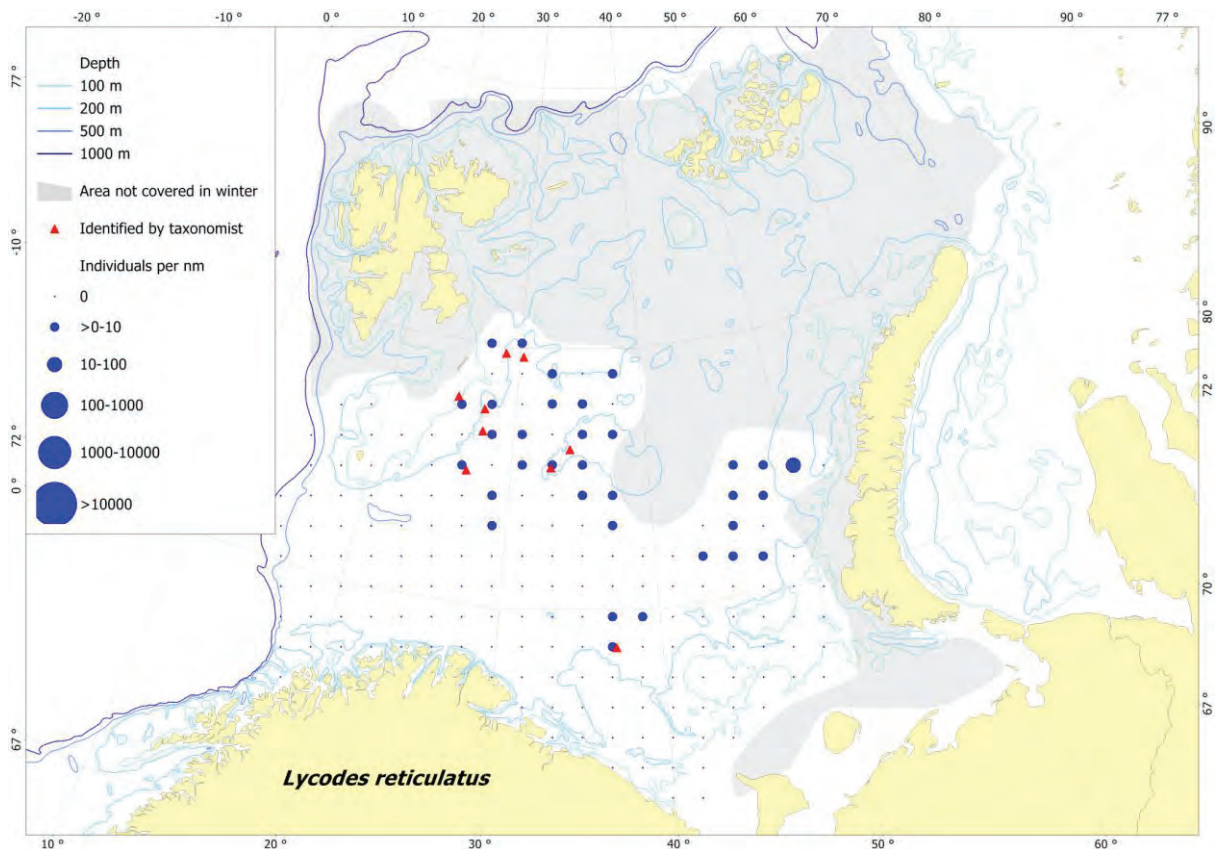 -20 ° -10 ° 0 ° 10 ° 20 ° 30 ° 40 ° 50 ° 60 ° 70 ° 80 ° 90 ° 77 °
Depth
100 m
200 m
500 m
1000 m
Area not covered in winter
Identified by taxonomist
Individuals per nm
0
>0-10
10-100
100-1000
1000-10000
>10000
77 °
-10 °
72 °
0 °
67 °
90 °
80 °
72 °
70 °
67 °
Lycodes reticulatus
10 ° 20 ° 30 ° 40 ° 50 ° 60 °